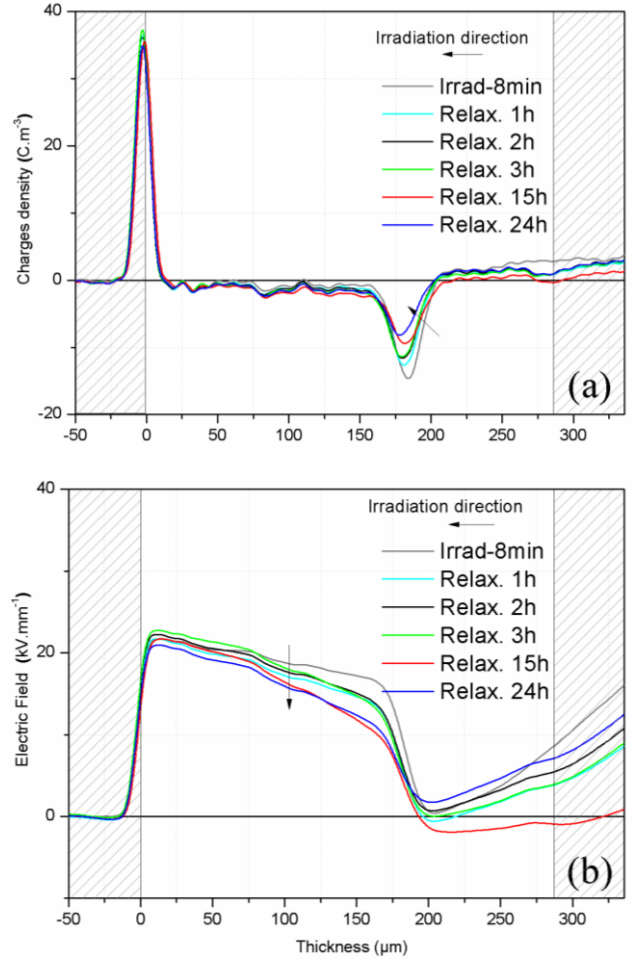 (a)
40
20
0
-20
Charges density (C.m⁻³)
Irradiation direction
Irrad-8min
Relax. 1h
Relax. 2h
Relax. 3h
Relax. 15h
Relax. 24h
(a)
-50 0 50 100 150 200 250 300
(b)
40
20
0
Electric Field (kV.mm⁻¹)
Irradiation direction
Irrad-8min
Relax. 1h
Relax. 2h
Relax. 3h
Relax. 15h
Relax. 24h
(b)
-50 0 50 100 150 200 250 300
Thickness (µm)